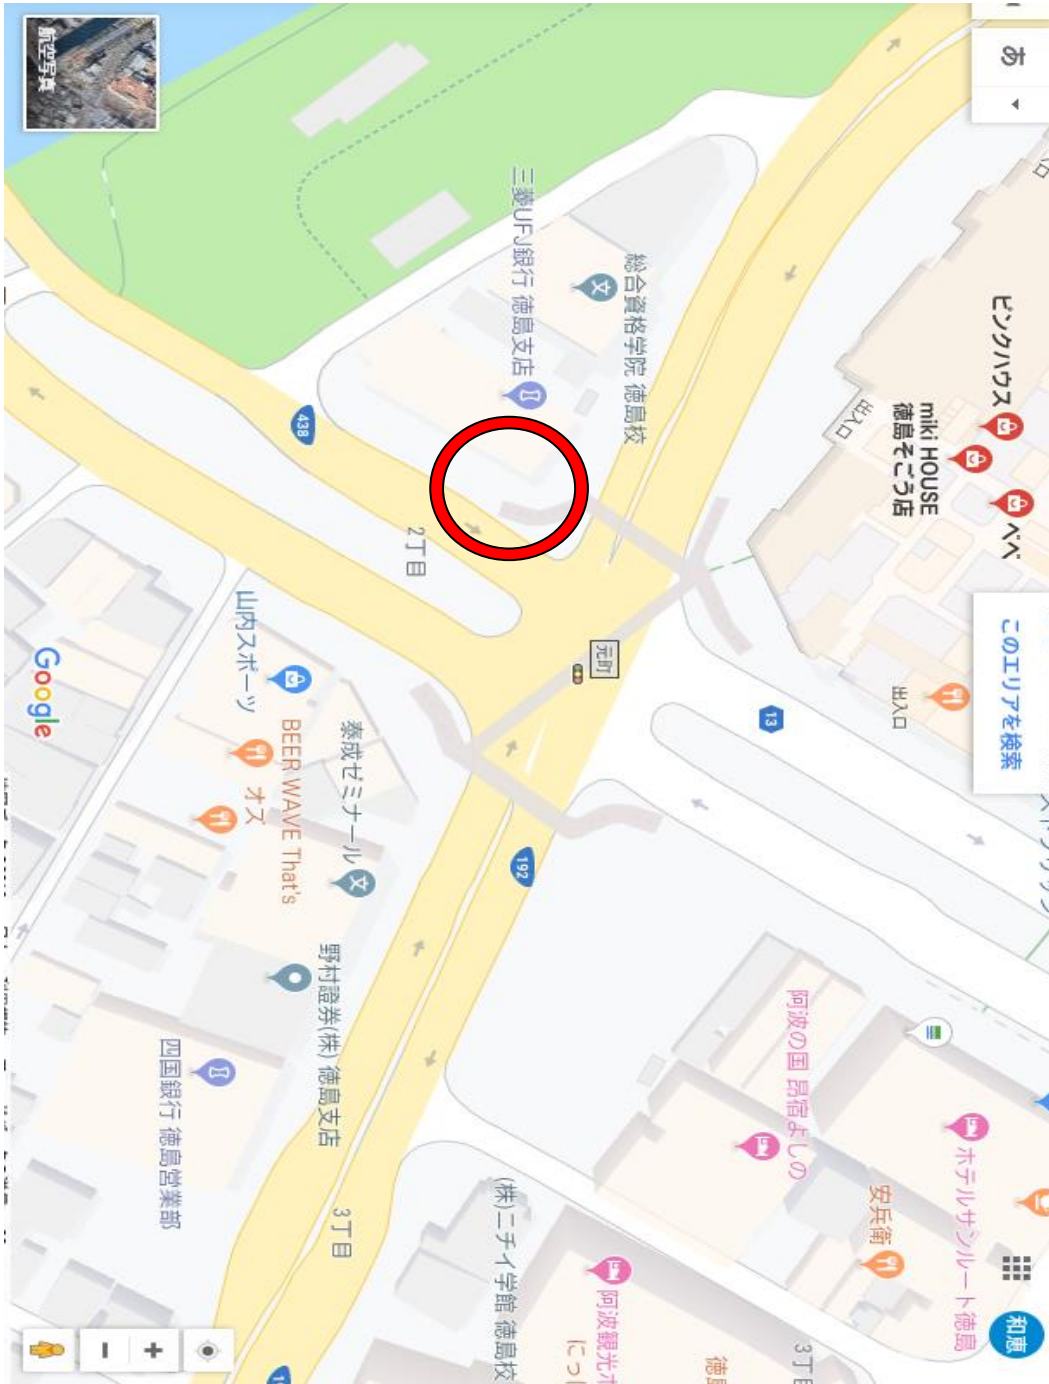 航空写真
あ
三菱UFJ銀行 徳島支店
総合資格学院 徳島校
ピンクハウス
miki HOUSE
徳島そごう店
べべ
出入口
このエリアを検索
出入口
438
2丁目
元町
13
192
山内スポーツ
BEER WAVE That's
オズ
泰成ゼミナール
野村證券(株) 徳島支店
四国銀行 徳島営業部
3丁目
阿波の国 昴宿よしの
ホテルサンルート徳島
安兵衛
(株)ニチイ学館 徳島校
阿波観光ホ
にっ
3丁目
徳島
和恵
Google